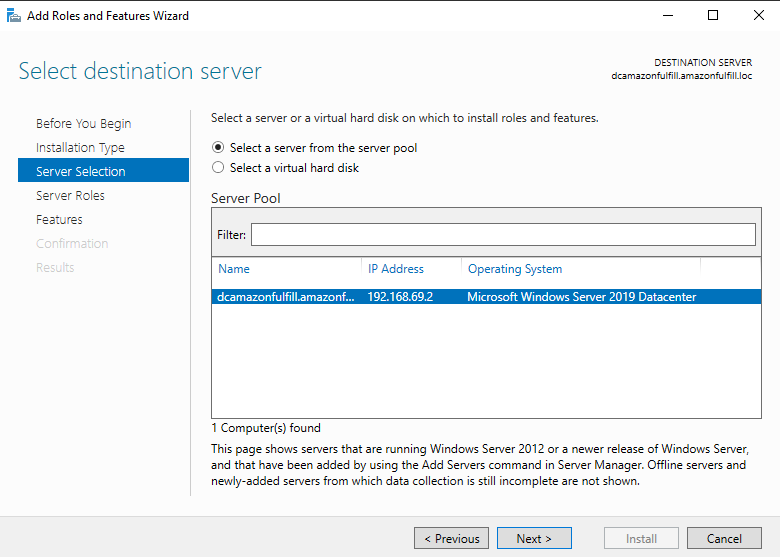 Add Roles and Features Wizard
Select destination server
DESTINATION SERVER
dcamazonfulfill.amazonfulfill.loc
Before You Begin
Installation Type
Server Selection
Server Roles
Features
Confirmation
Results
Select a server or a virtual hard disk on which to install roles and features.
Select a server from the server pool
Select a virtual hard disk
Server Pool
Filter:
Name IP Address Operating System
dcamazonfulfill.amazonf... 192.168.69.2 Microsoft Windows Server 2019 Datacenter
1 Computer(s) found
This page shows servers that are running Windows Server 2012 or a newer release of Windows Server,
and that have been added by using the Add Servers command in Server Manager. Offline servers and
newly-added servers from which data collection is still incomplete are not shown.
< Previous Next > Install Cancel